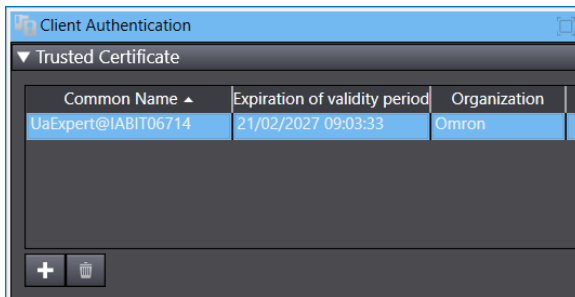 Client Authentication
Trusted Certificate
Common Name Expiration of validity period Organization
UaExpert@IABIT06714 21/02/2027 09:03:33 Omron